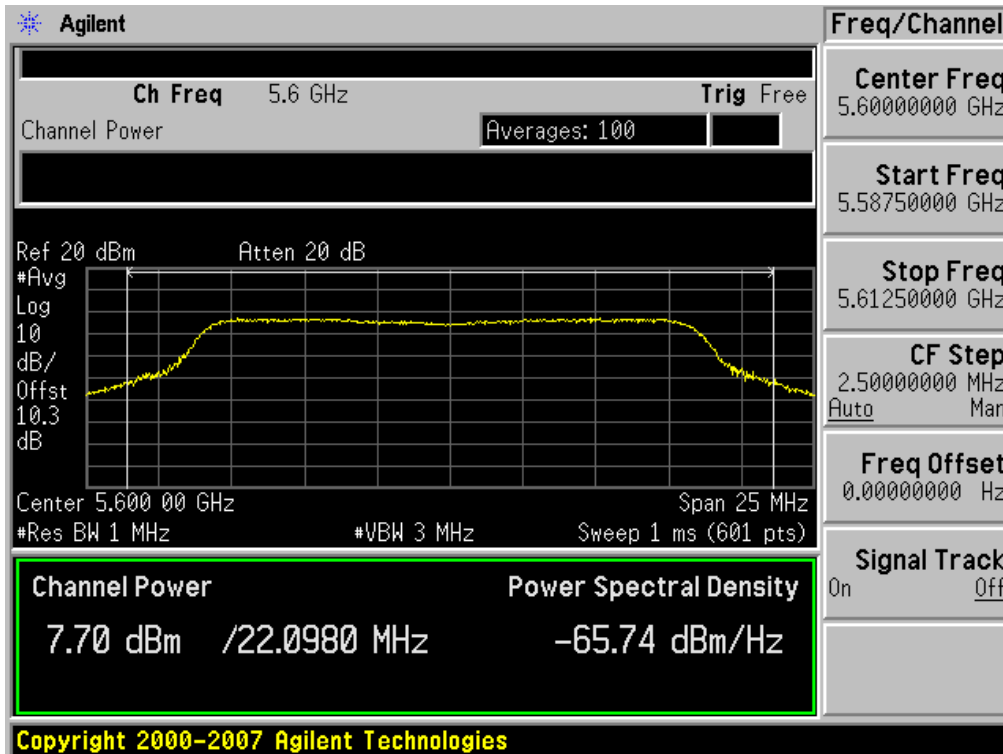 Agilent
Freq/Channel
Ch Freq 5.6 GHz Trig Free
Channel Power Averages: 100
Ref 20 dBm Atten 20 dB
#Avg
Log
10
dB/
Offst
10.3
dB
Center 5.600 00 GHz Span 25 MHz
#Res BW 1 MHz #VBW 3 MHz Sweep 1 ms (601 pts)
Channel Power Power Spectral Density
7.70 dBm /22.0980 MHz -65.74 dBm/Hz
Center Freq
5.60000000 GHz
Start Freq
5.58750000 GHz
Stop Freq
5.61250000 GHz
CF Step
2.50000000 MHz
Auto Man
Freq Offset
0.00000000 Hz
Signal Track
On Off
Copyright 2000-2007 Agilent Technologies